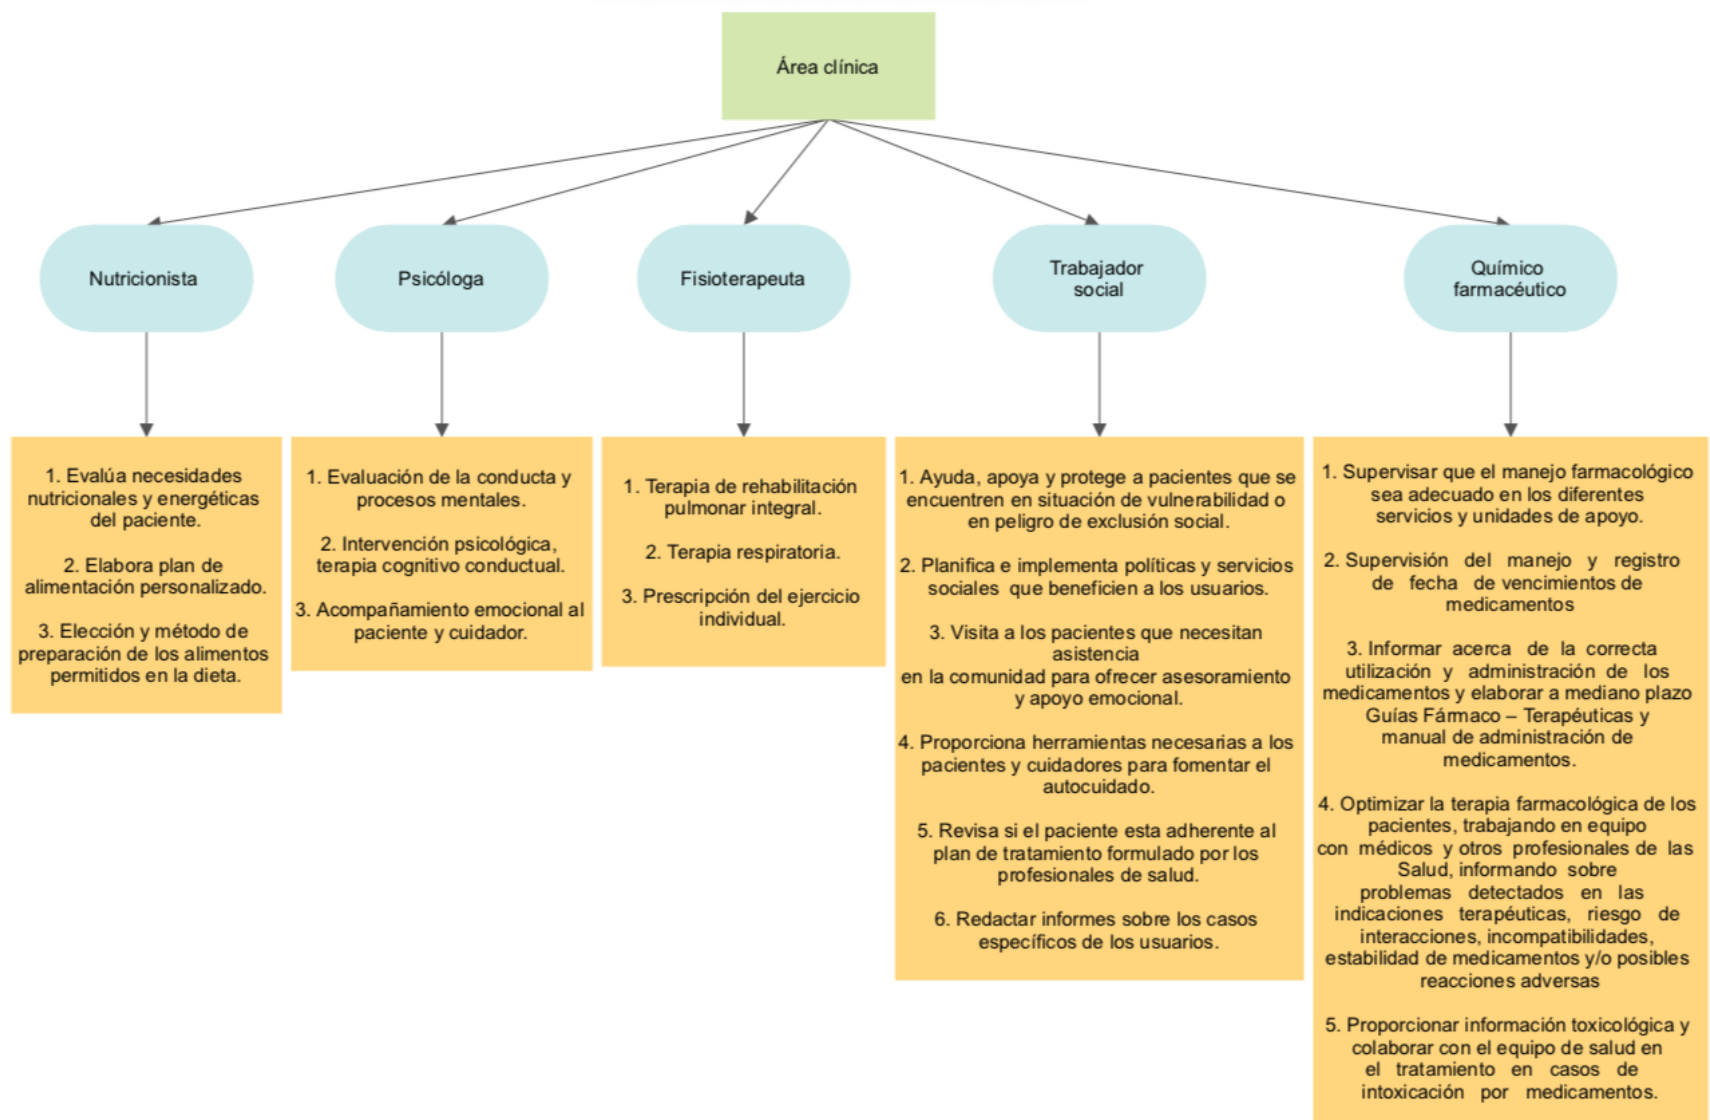 Área clínica
Nutricionista
Psicóloga
Fisioterapeuta
Trabajador
social
Químico
farmacéutico
1. Evalúa necesidades
nutricionales y energéticas
del paciente.
2. Elabora plan de
alimentación personalizado.
3. Elección y método de
preparación de los alimentos
permitidos en la dieta.
1. Evaluación de la conducta y
procesos mentales.
2. Intervención psicológica,
terapia cognitivo conductual.
3. Acompañamiento emocional al
paciente y cuidador.
1. Terapia de rehabilitación
pulmonar integral.
2. Terapia respiratoria.
3. Prescripción del ejercicio
individual.
1. Ayuda, apoya y protege a pacientes que se
encuentren en situación de vulnerabilidad o
en peligro de exclusión social.
2. Planifica e implementa políticas y servicios
sociales que beneficien a los usuarios.
3. Visita a los pacientes que necesitan
asistencia
en la comunidad para ofrecer asesoramiento
y apoyo emocional.
4. Proporciona herramientas necesarias a los
pacientes y cuidadores para fomentar el
autocuidado.
5. Revisa si el paciente esta adherente al
plan de tratamiento formulado por los
profesionales de salud.
6. Redactar informes sobre los casos
específicos de los usuarios.
1. Supervisar que el manejo farmacológico
sea adecuado en los diferentes
servicios y unidades de apoyo.
2. Supervisión del manejo y registro
de fecha de vencimientos de
medicamentos
3. Informar acerca de la correcta
utilización y administración de los
medicamentos y elaborar a mediano plazo
Guías Fármaco – Terapéuticas y
manual de administración de
medicamentos.
4. Optimizar la terapia farmacológica de los
pacientes, trabajando en equipo
con médicos y otros profesionales de las
Salud, informando sobre
problemas detectados en las
indicaciones terapéuticas, riesgo de
interacciones, incompatibilidades,
estabilidad de medicamentos y/o posibles
reacciones adversas
5. Proporcionar información toxicológica y
colaborar con el equipo de salud en
el tratamiento en casos de
intoxicación por medicamentos.